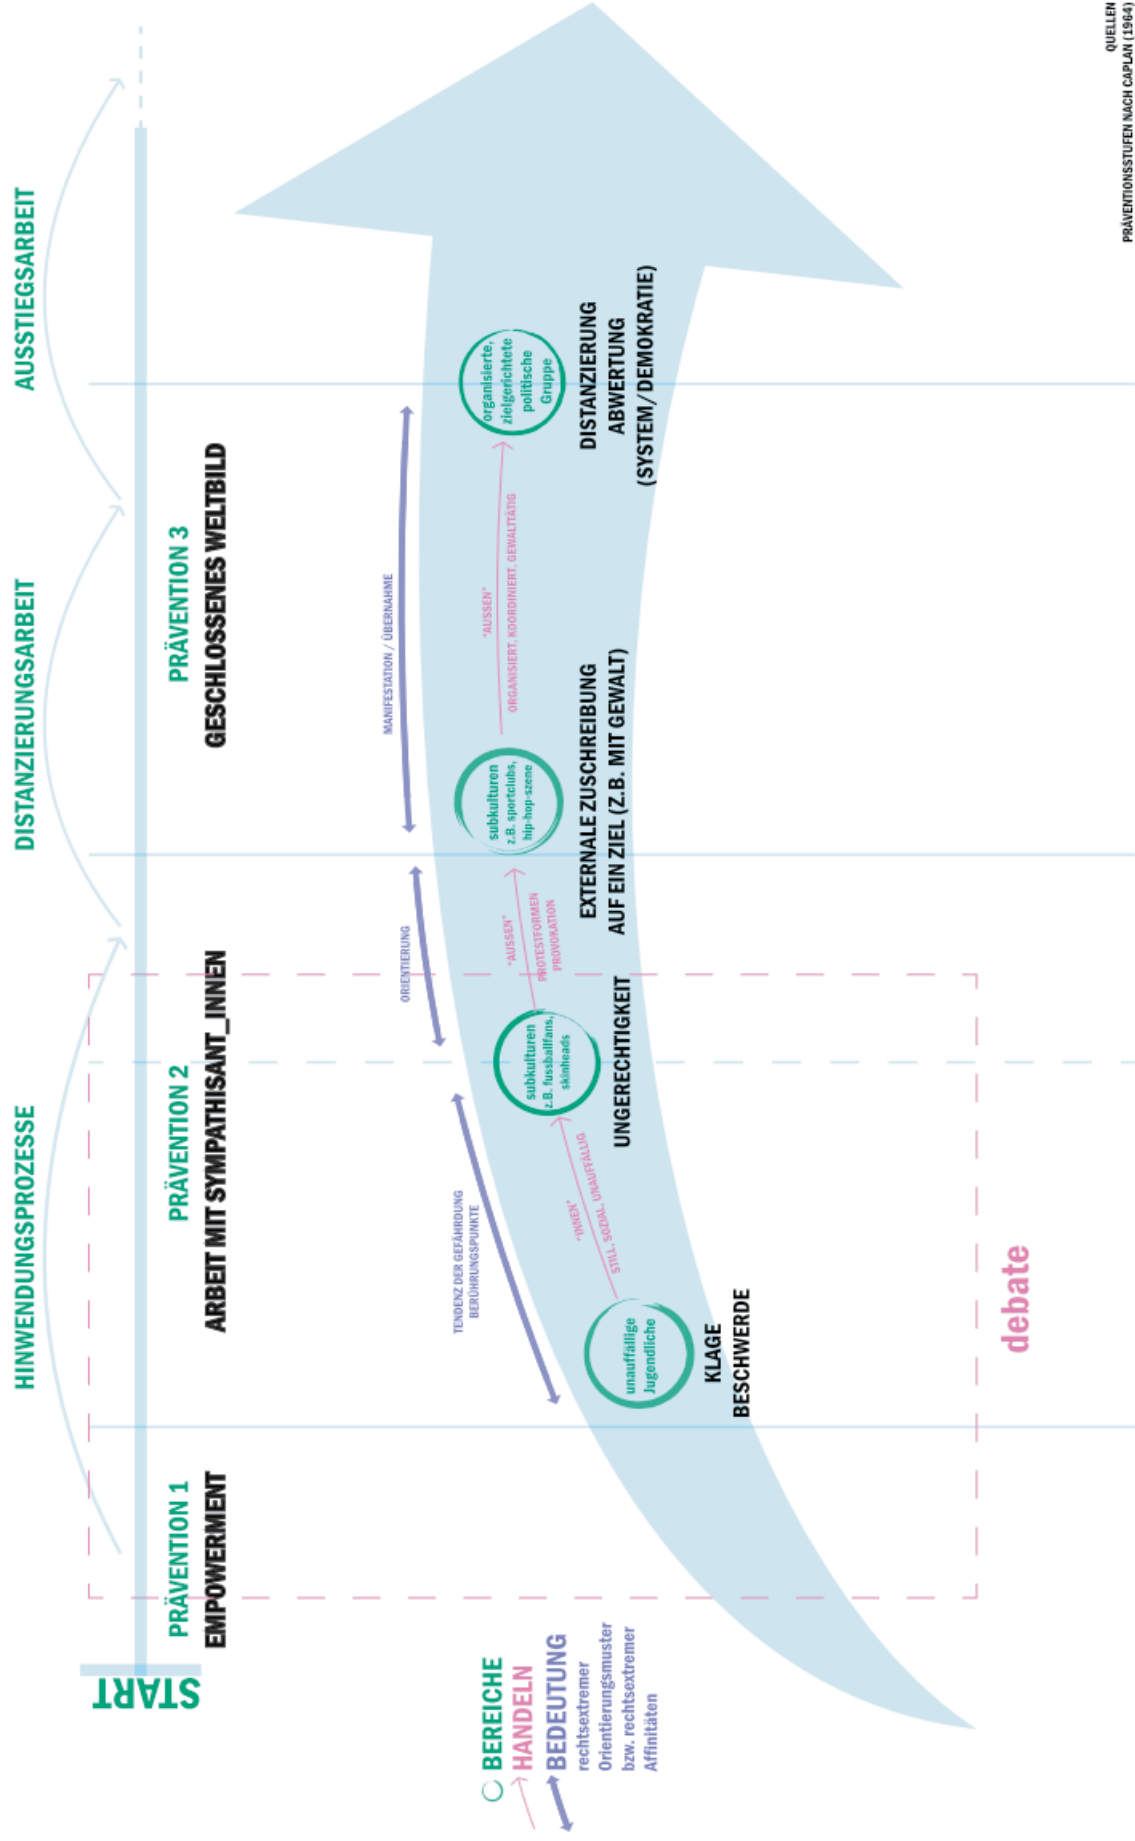 START
HINWENDUNGSPROZESSE
DISTANZIERUNGSARBEIT
AUSSTIEGSARBEIT
PRÄVENTION 1
EMPOWERMENT
PRÄVENTION 2
ARBEIT MIT SYMPATHISANT_INNEN
PRÄVENTION 3
GESCHLOSSENES WELTBILD
TENDENZ DER GEFÄHRDUNG
BERÜHRUNGSPUNKTE
ORIENTIERUNG
MANIFESTATION / ÜBERNAHME
unauffällige
Jugendliche
KLAGE
BESCHWERDE
"INNEN"
STILL, SOZIAL, UNAUFFÄLLIG
subkulturen
z.B. fussballfans,
skinheads
UNGERECHTIGKEIT
"AUSSEN"
PROTESTFORMEN
PROVOKATION
subkulturen
z.B. sportclubs,
hip-hop-szene
EXTERNALE ZUSCHREIBUNG
AUF EIN ZIEL (Z.B. MIT GEWALT)
"AUSSEN"
ORGANISIERT, KOORDINIERT, GEWALTTÄTIG
organisierte,
zielgerichtete
politische
Gruppe
DISTANZIERUNG
ABWERTUNG
(SYSTEM/DEMOKRATIE)
BEREICHE
HANDELN
BEDEUTUNG
rechtsextremer
Orientierungsmuster
bzw. rechtsextremer
Affinitäten
debate
QUELLEN
PRÄVENTIONSSTUFEN NACH CAPLAN (1964)